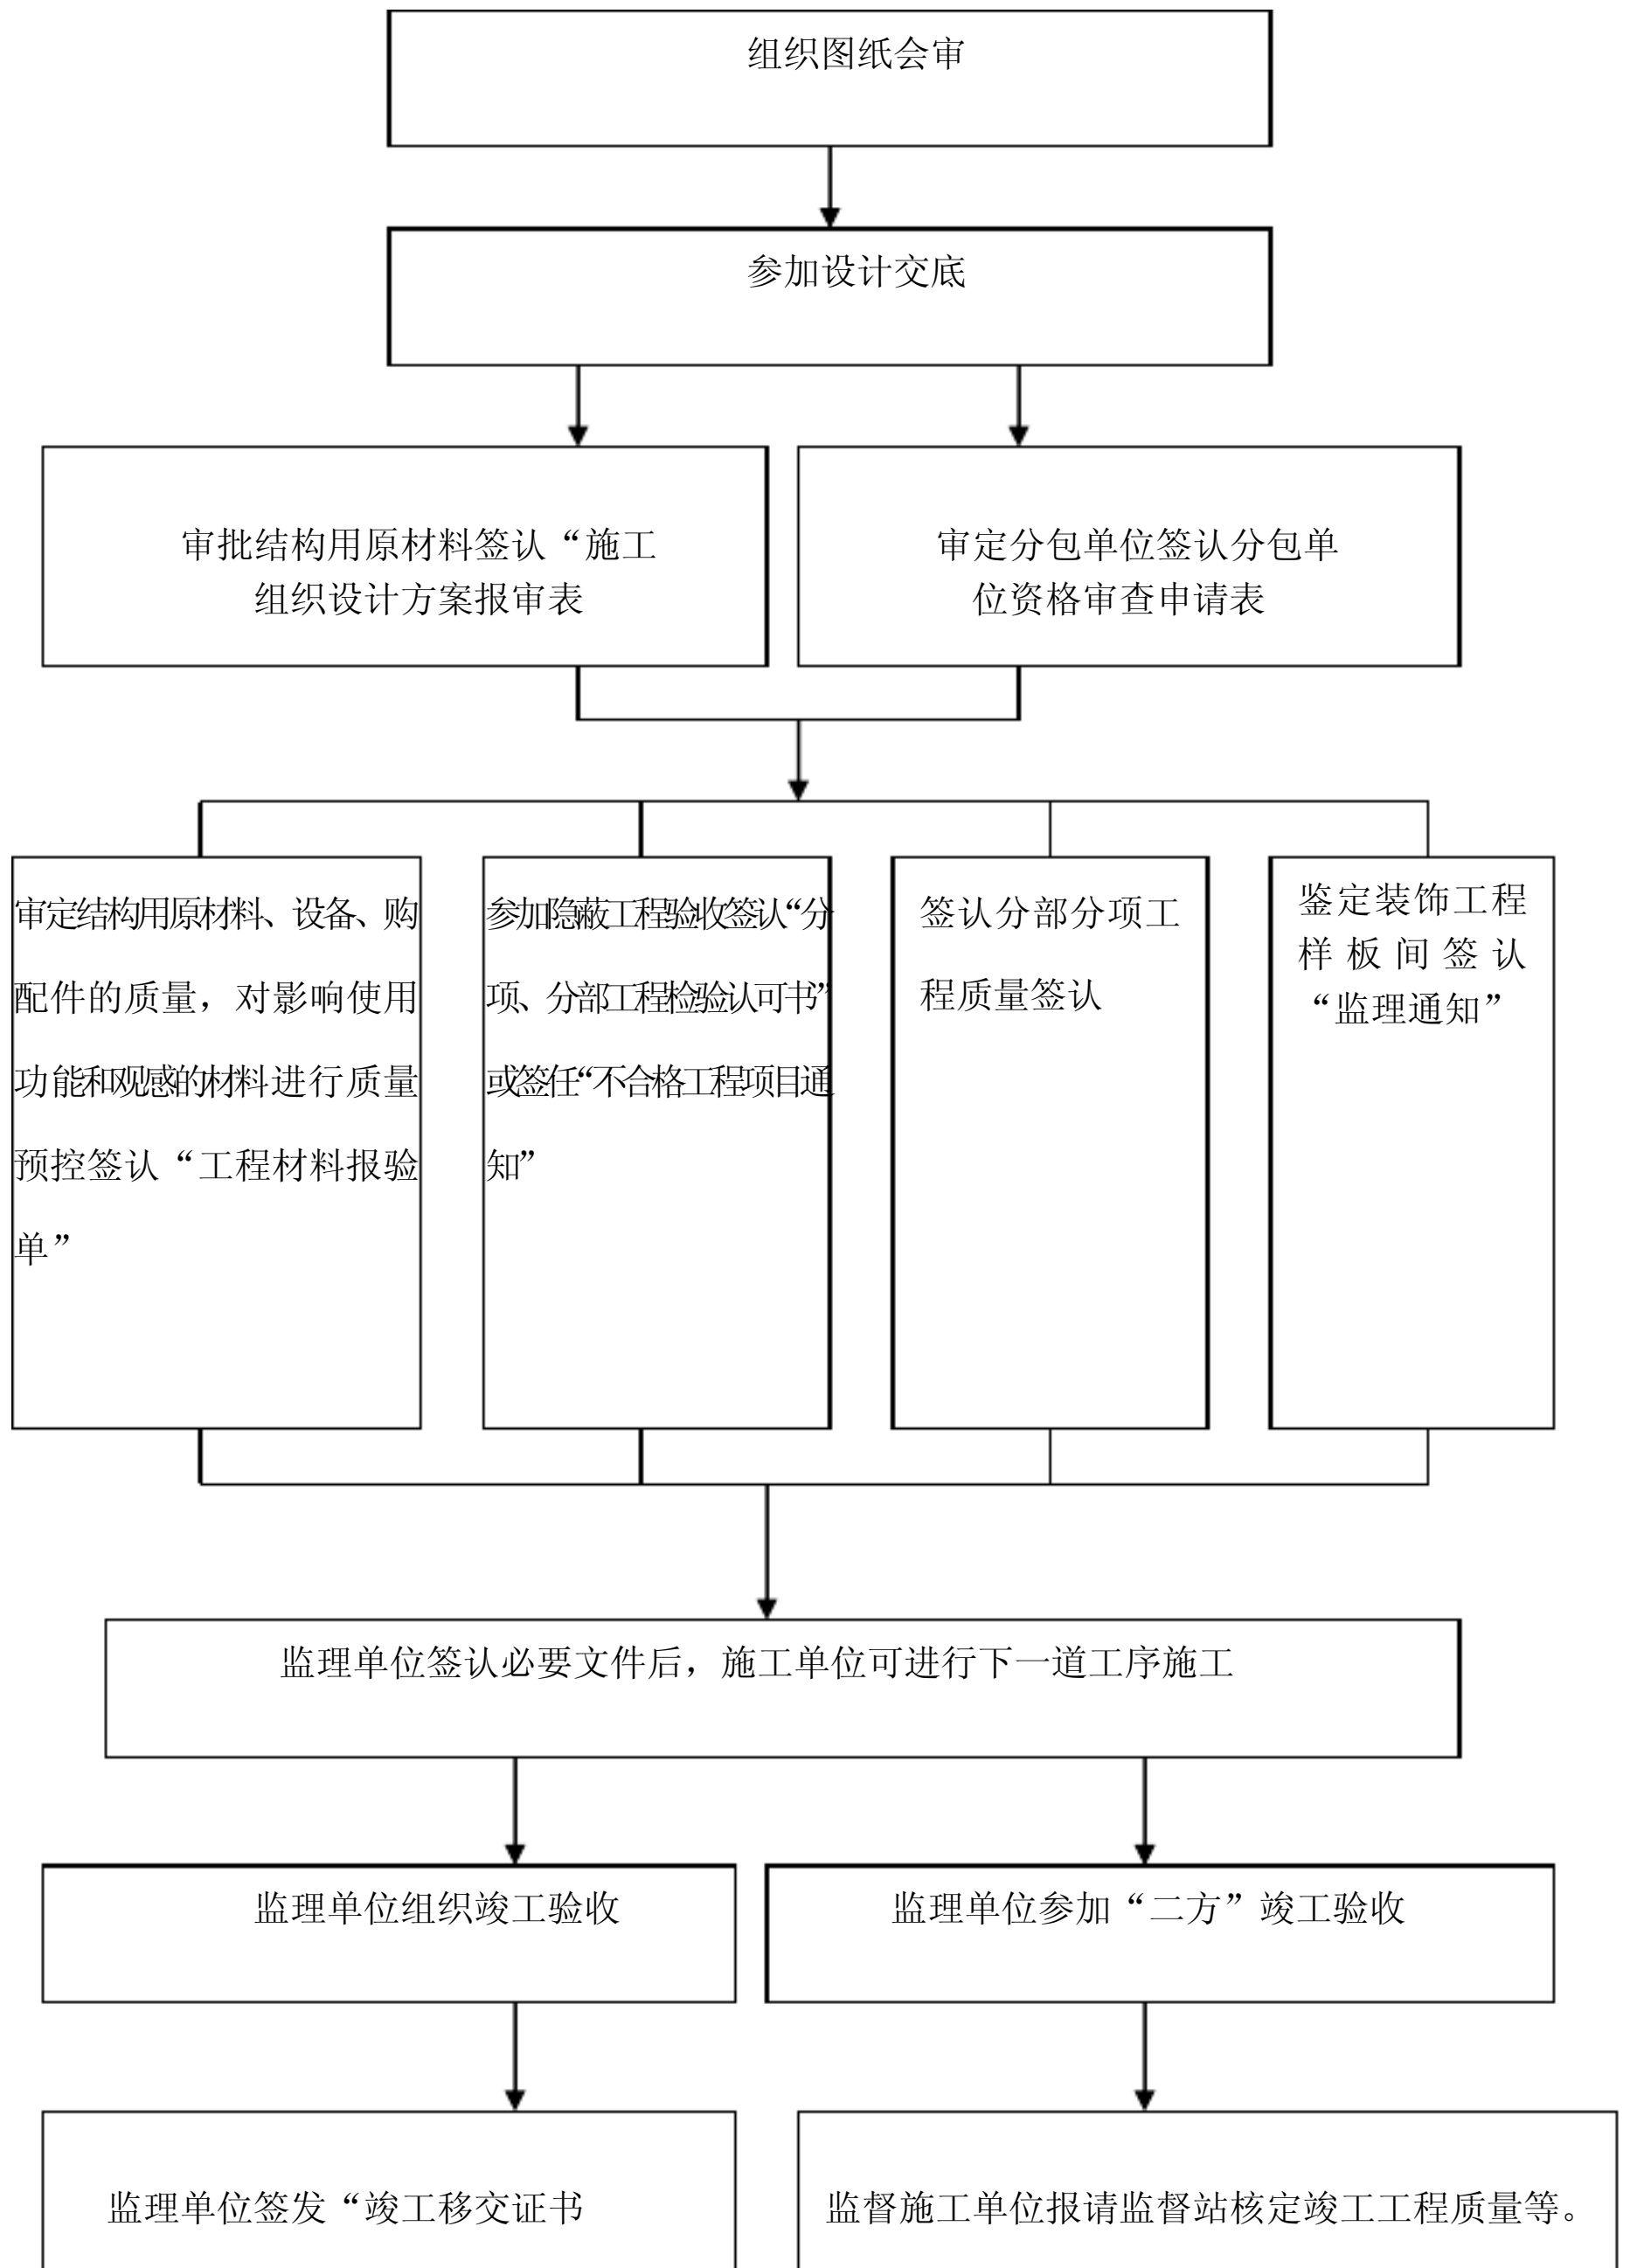 组织图纸会审
参加设计交底
审批结构用原材料签认“施工
组织设计方案报审表
审定分包单位签认分包单
位资格审查申请表
审定结构用原材料、设备、购
配件的质量，对影响使用
功能和观感的材料进行质量
预控签认“工程材料报验
单”
参加隐蔽工程验收签认“分
项、分部工程检验认可书”
或签任“不合格工程项目通
知”
签认分部分项工
程质量签认
鉴定装饰工程
样板间签认
“监理通知”
监理单位签认必要文件后，施工单位可进行下一道工序施工
监理单位组织竣工验收
监理单位参加“二方”竣工验收
监理单位签发“竣工移交证书
监督施工单位报请监督站核定竣工工程质量等。